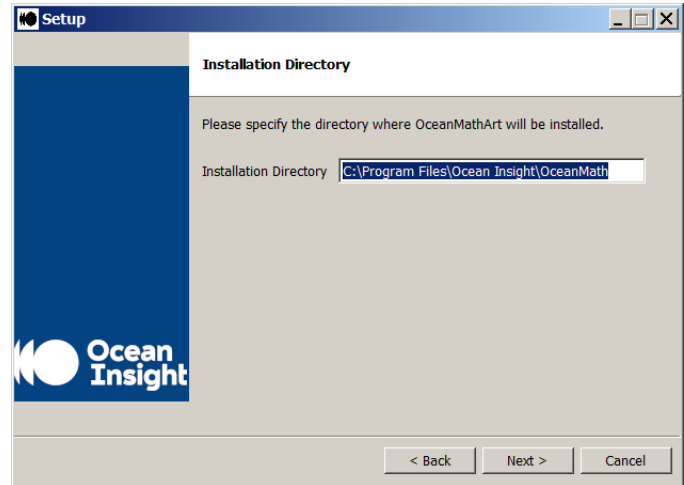 Setup
Installation Directory
Please specify the directory where OceanMathArt will be installed.
Installation Directory C:\Program Files\Ocean Insight\OceanMath
Ocean
Insight
< Back Next > Cancel